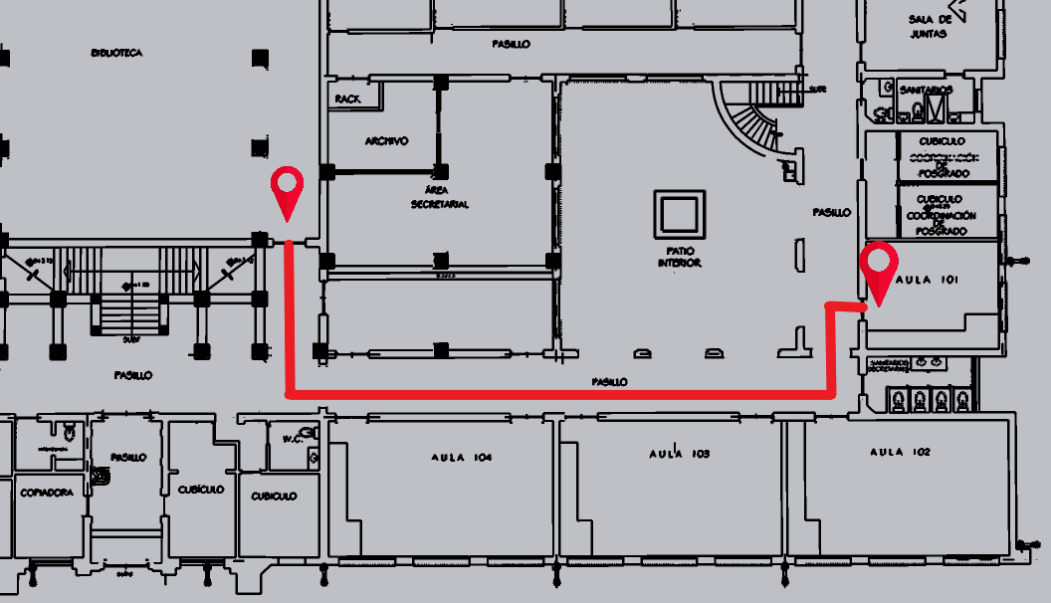 SALA DE
JUNTAS
PASILLO
BIBLIOTECA
RACK
SUBE
SANITARIOS
ARCHIVO
CUBICULO
COORDINACIÓN
DE
POSGRADO
ÁREA
SECRETARIAL
CUBICULO
COORDINACIÓN
DE
POSGRADO
PASILLO
PATIO
INTERIOR
AULA 101
SUBE
PASILLO
PASILLO
SANITARIOS
W.C.
AULA 104
AULA 103
AULA 102
PASILLO
COPIADORA
CUBÍCULO
CUBICULO